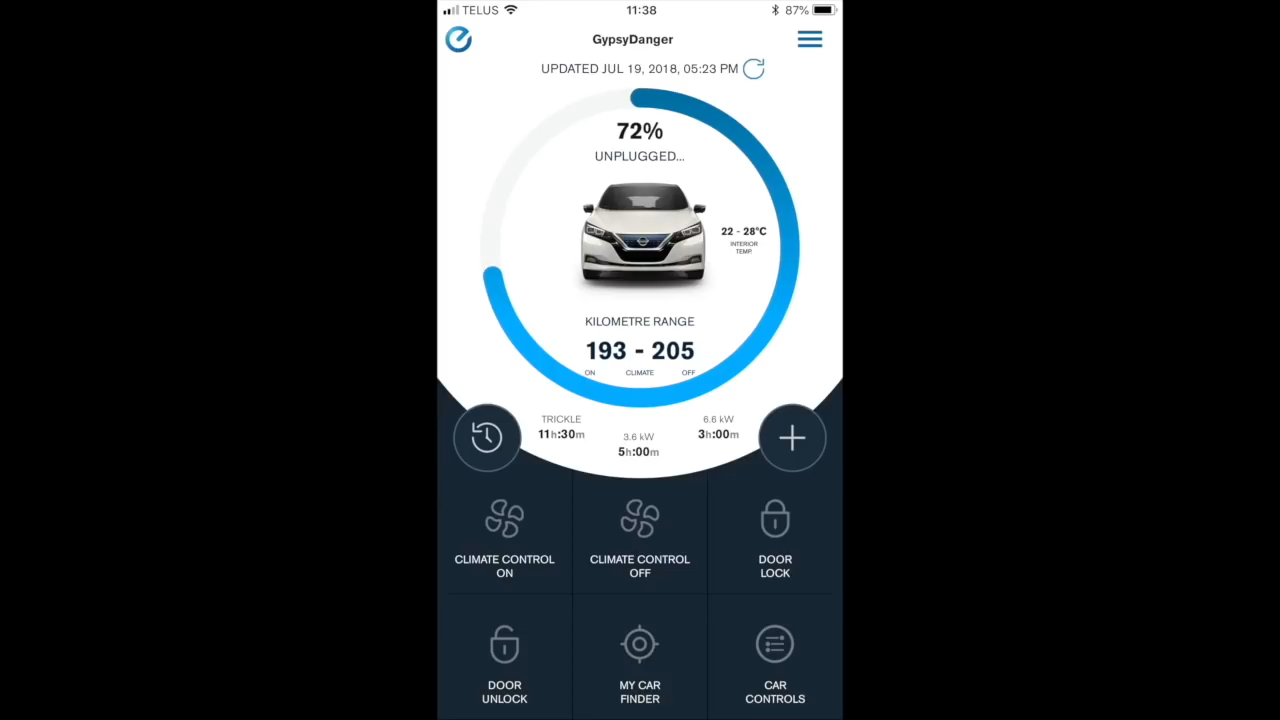 TELUS 11:38 87%
GypsyDanger
UPDATED JUL 19, 2018, 05:23 PM
72%
UNPLUGGED...
22 - 28°C
INTERIOR
TEMP.
KILOMETRE RANGE
193 - 205
ON CLIMATE OFF
TRICKLE
11h:30m
3.6 kW
5h:00m
6.6 kW
3h:00m
CLIMATE CONTROL
ON
CLIMATE CONTROL
OFF
DOOR
LOCK
DOOR
UNLOCK
MY CAR
FINDER
CAR
CONTROLS